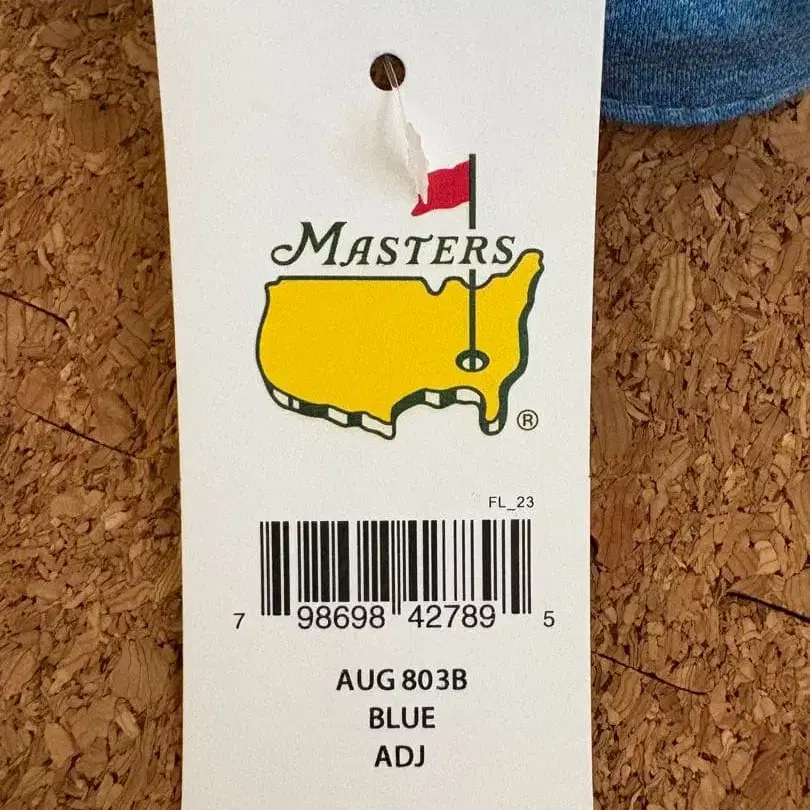 MASTERS
®
FL_23
7 98698 42789 5
AUG 803B
BLUE
ADJ